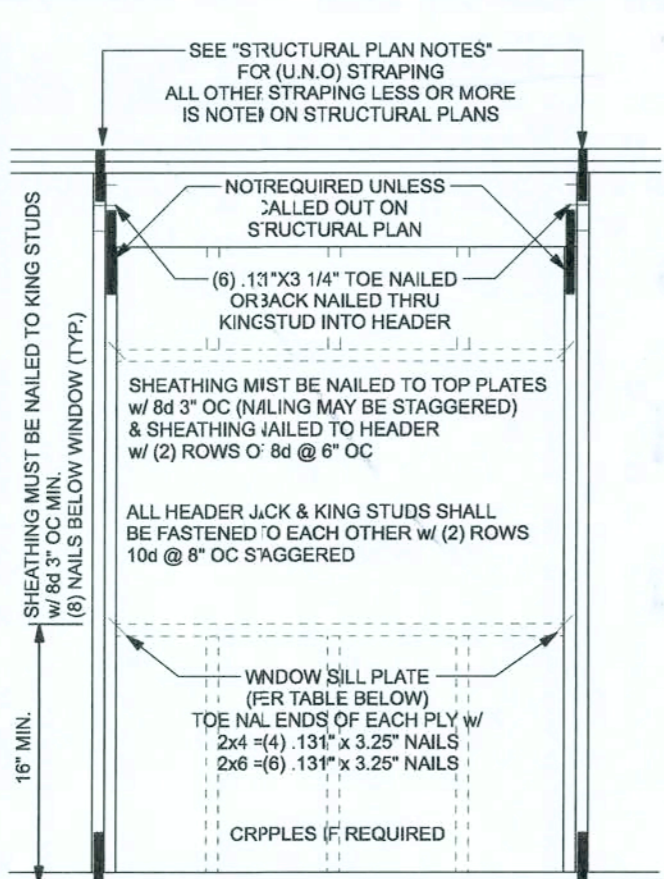 SEE "STRUCTURAL PLAN NOTES"
FOR (U.N.O) STRAPING
ALL OTHER STRAPING LESS OR MORE
IS NOTED ON STRUCTURAL PLANS
NOT REQUIRED UNLESS
CALLED OUT ON
STRUCTURAL PLAN
(6) .131"X3 1/4" TOE NAILED
OR BACK NAILED THRU
KING STUD INTO HEADER
SHEATHING MUST BE NAILED TO KING STUDS
w/ 8d 3" OC MIN.
(8) NAILS BELOW WINDOW (TYP.)
SHEATHING MUST BE NAILED TO TOP PLATES
w/ 8d 3" OC (NAILING MAY BE STAGGERED)
& SHEATHING NAILED TO HEADER
w/ (2) ROWS OF 8d @ 6" OC
ALL HEADER JACK & KING STUDS SHALL
BE FASTENED TO EACH OTHER w/ (2) ROWS
10d @ 8" OC STAGGERED
16" MIN.
WINDOW SILL PLATE
(PER TABLE BELOW)
TOE NAIL ENDS OF EACH PLY w/
2x4 =(4) .131" x 3.25" NAILS
2x6 =(6) .131" x 3.25" NAILS
CRIPPLES IF REQUIRED